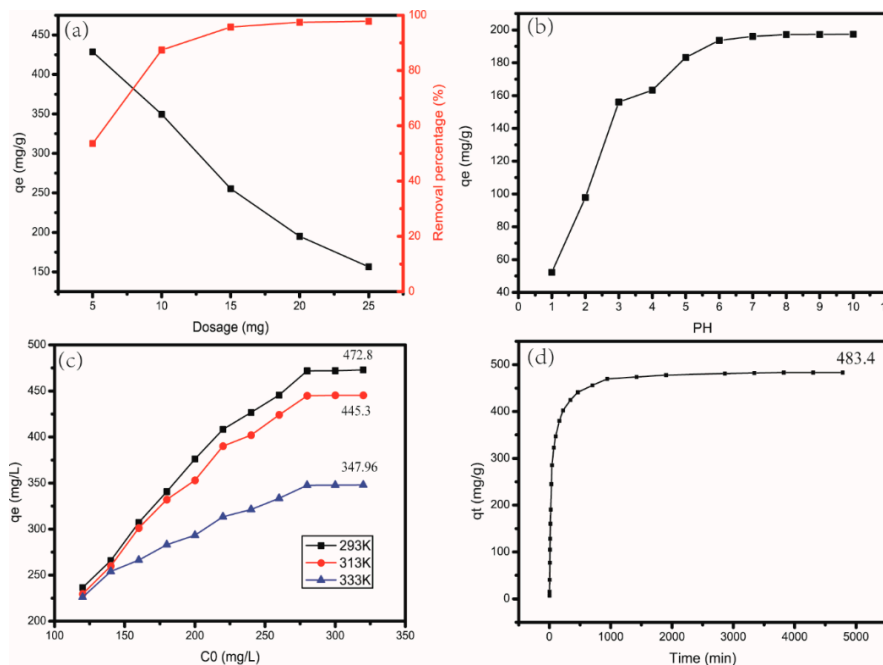 (a)
450
400
350
300
250
200
150
qe (mg/g)
100
80
60
40
20
0
Removal percentage (%)
5 10 15 20 25
Dosage (mg)
(b)
200
180
160
140
120
100
80
60
40
qe (mg/g)
0 1 2 3 4 5 6 7 8 9 10 1
PH
(c)
500
450
400
350
300
250
200
qe (mg/L)
472.8
445.3
347.96
293K
313K
333K
100 150 200 250 300 350
C0 (mg/L)
(d)
483.4
500
400
300
200
100
0
qt (mg/g)
0 1000 2000 3000 4000 5000
Time (min)